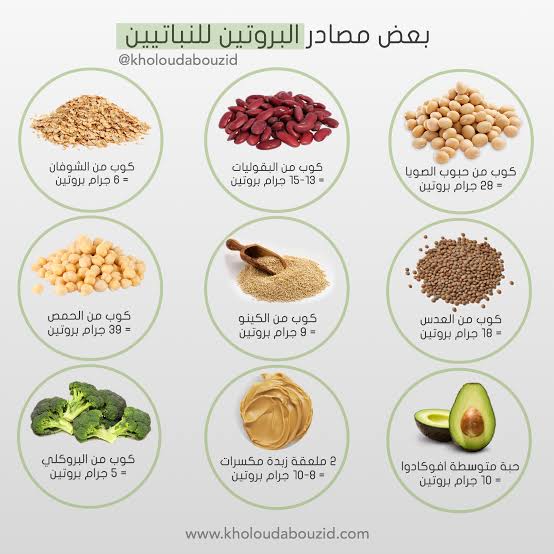 بعض مصادر البروتين للنباتيين
@kholoudabouzid
كوب من حبوب الصويا
= 28 جرام بروتين
كوب من البقوليات
= 13-15 جرام بروتين
كوب من الشوفان
= 6 جرام بروتين
كوب من العدس
= 18 جرام بروتين
كوب من الكينو
= 9 جرام بروتين
كوب من الحمص
= 39 جرام بروتين
حبة متوسطة افوكادوا
= 10 جرام بروتين
2 ملعقة زبدة مكسرات
= 8-10 جرام بروتين
كوب من البروكلي
= 5 جرام بروتين
www.kholoudabouzid.com